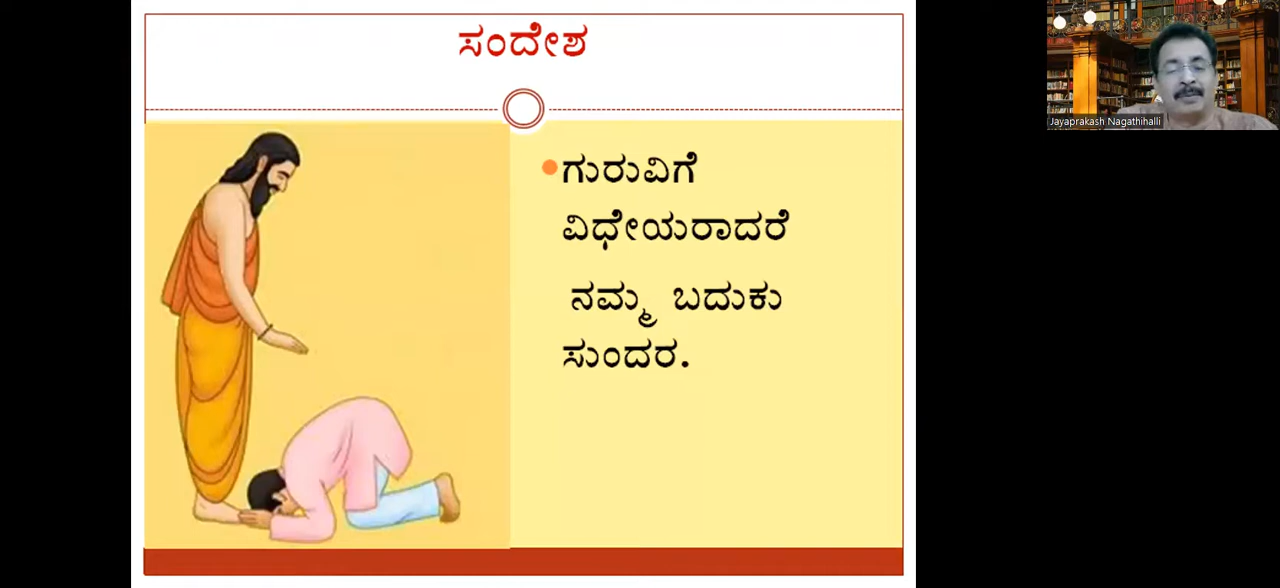 ಸಂದೇಶ
ಗುರುವಿಗೆ
ವಿಧೇಯರಾದರೆ
ನಮ್ಮ ಬದುಕು
ಸುಂದರ.
Jayaprakash Nagathihalli